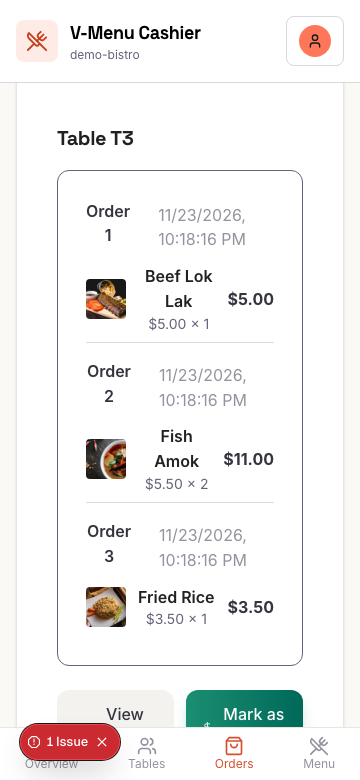 V-Menu Cashier
demo-bistro
Table T3
Order
1
11/23/2026,
10:18:16 PM
Beef Lok
Lak
$5.00 × 1
$5.00
Order
2
11/23/2026,
10:18:16 PM
Fish
Amok
$5.50 × 2
$11.00
Order
3
11/23/2026,
10:18:16 PM
Fried Rice
$3.50 × 1
$3.50
View
$ Mark as
1 Issue
Overview
Tables
Orders
Menu